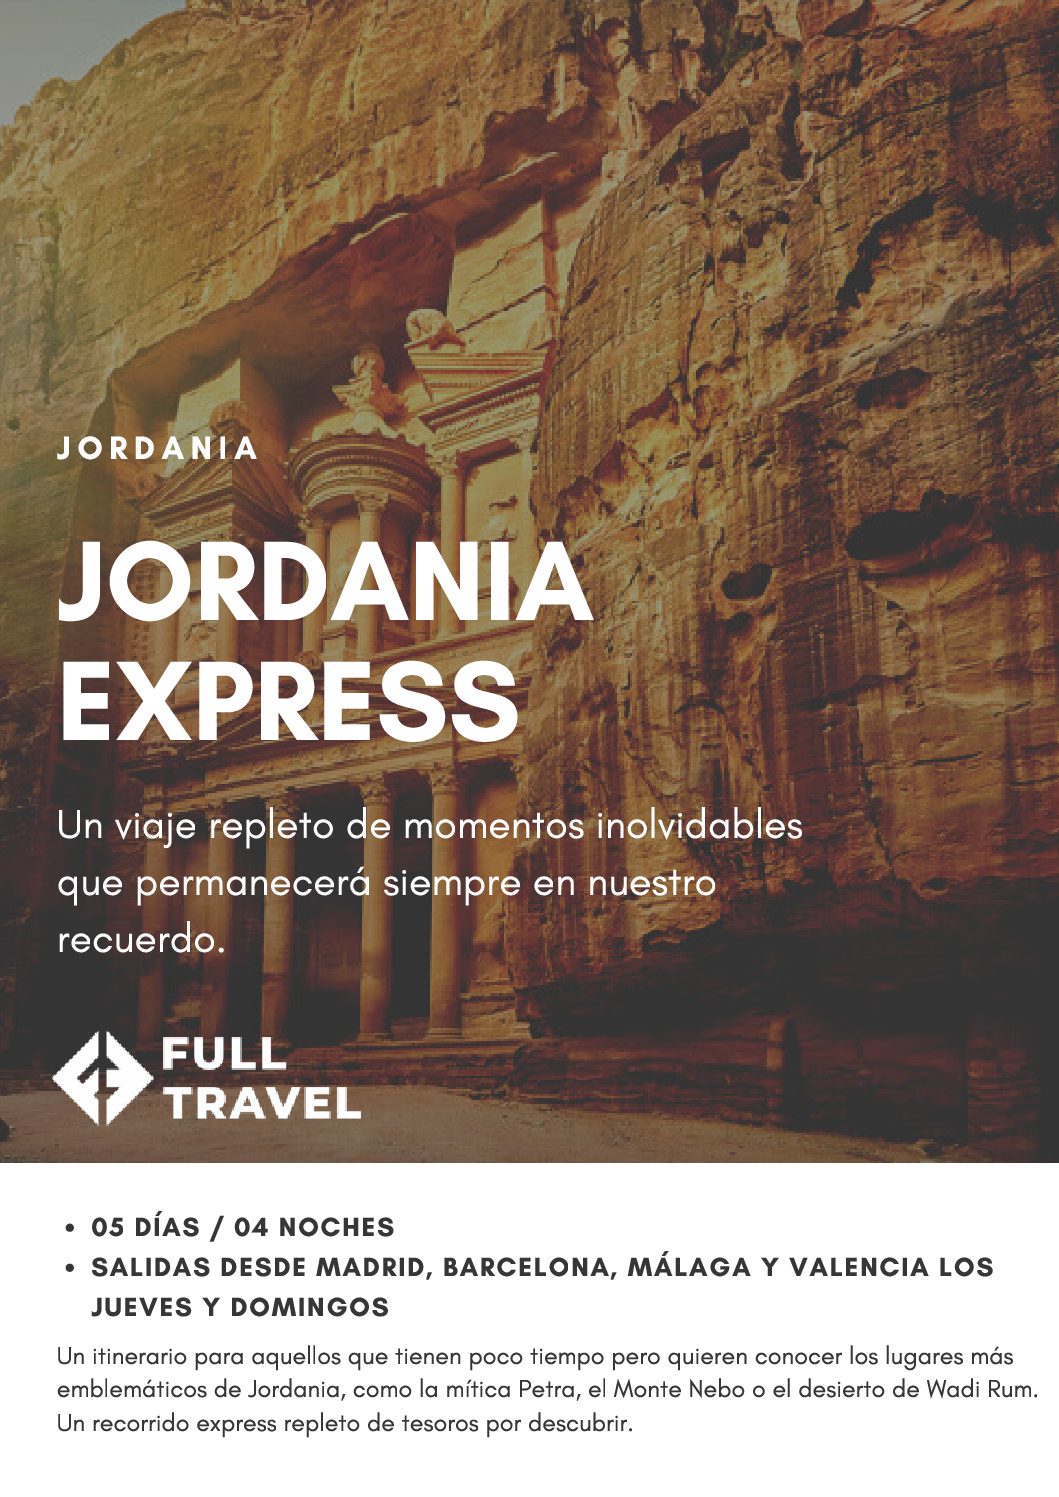 JORDANIA
JORDANIA
EXPRESS
Un viaje repleto de momentos inolvidables
que permanecerá siempre en nuestro
recuerdo.
FULL
TRAVEL
• 05 DÍAS / 04 NOCHES
• SALIDAS DESDE MADRID, BARCELONA, MÁLAGA Y VALENCIA LOS
JUEVES Y DOMINGOS
Un itinerario para aquellos que tienen poco tiempo pero quieren conocer los lugares más
emblemáticos de Jordania, como la mítica Petra, el Monte Nebo o el desierto de Wadi Rum.
Un recorrido express repleto de tesoros por descubrir.